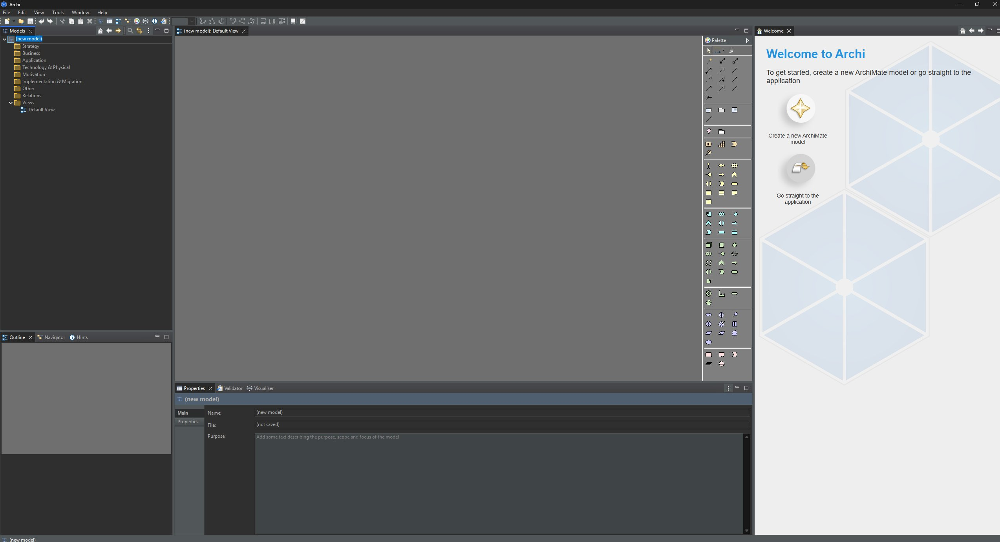 Archi
File Edit View Tools Window Help
Models
(new model)
Strategy
Business
Application
Technology & Physical
Motivation
Implementation & Migration
Other
Relations
Views
Default View
Outline Navigator Hints
(new model): Default View
Palette
Properties Validator Visualiser
(new model)
Main
Properties
Name: (new model)
File: (not saved)
Purpose: Add some text describing the purpose, scope and focus of the model
Welcome
Welcome to Archi
To get started, create a new ArchiMate model or go straight to the
application
Create a new ArchiMate
model
Go straight to the
application
(new model)